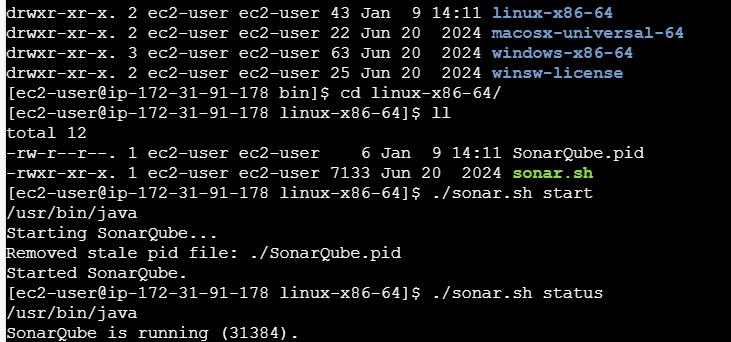 drwxr-xr-x. 2 ec2-user ec2-user 43 Jan  9 14:11 linux-x86-64
drwxr-xr-x. 2 ec2-user ec2-user 22 Jun 20  2024 macosx-universal-64
drwxr-xr-x. 3 ec2-user ec2-user 63 Jun 20  2024 windows-x86-64
drwxr-xr-x. 2 ec2-user ec2-user 25 Jun 20  2024 winsw-license
[ec2-user@ip-172-31-91-178 bin]$ cd linux-x86-64/
[ec2-user@ip-172-31-91-178 linux-x86-64]$ ll
total 12
-rw-r--r--. 1 ec2-user ec2-user    6 Jan  9 14:11 SonarQube.pid
-rwxr-xr-x. 1 ec2-user ec2-user 7133 Jun 20  2024 sonar.sh
[ec2-user@ip-172-31-91-178 linux-x86-64]$ ./sonar.sh start
/usr/bin/java
Starting SonarQube...
Removed stale pid file: ./SonarQube.pid
Started SonarQube.
[ec2-user@ip-172-31-91-178 linux-x86-64]$ ./sonar.sh status
/usr/bin/java
SonarQube is running (31384).